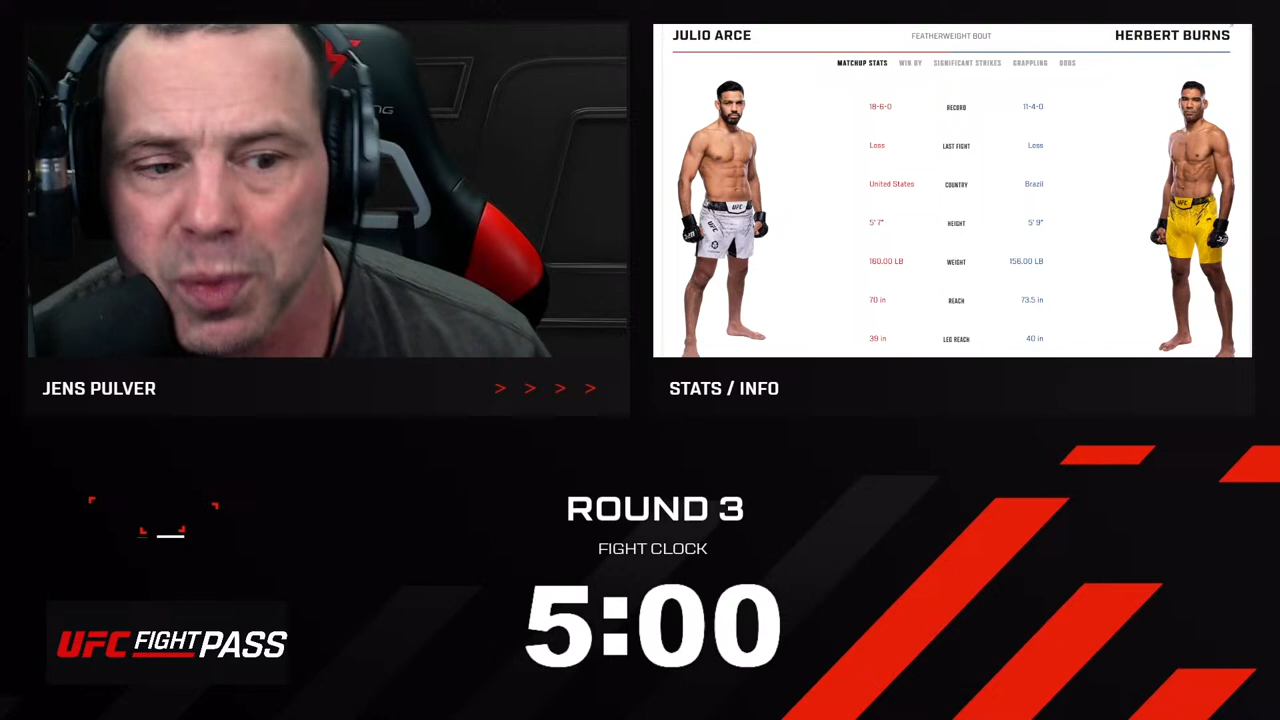 JULIO ARCE
FEATHERWEIGHT BOUT
HERBERT BURNS
MATCHUP STATS WIN BY SIGNIFICANT STRIKES GRAPPLING ODDS
18-6-0 RECORD 11-4-0
Loss LAST FIGHT Loss
United States COUNTRY Brazil
5' 7" HEIGHT 5' 9"
160.00 LB WEIGHT 156.00 LB
70 in REACH 73.5 in
39 in LEG REACH 40 in
JENS PULVER > > > >
STATS / INFO
ROUND 3
FIGHT CLOCK
5:00
UFC FIGHT PASS